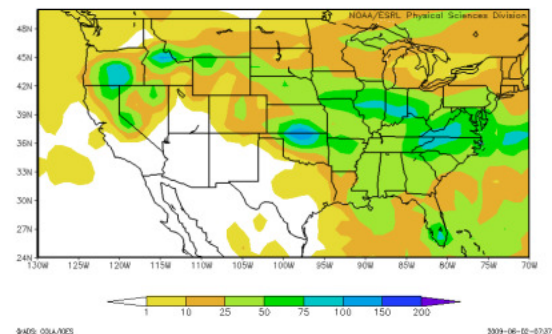 NOAA/ESRL Physical Sciences Division
48N
45N
42N
39N
36N
33N
30N
27N
24N
130W 125W 120W 115W 110W 105W 100W 95W 90W 85W 80W 75W 70W
1 10 25 50 75 100 150 200
GrADS: COLA/IGES
2009-06-02-07:37